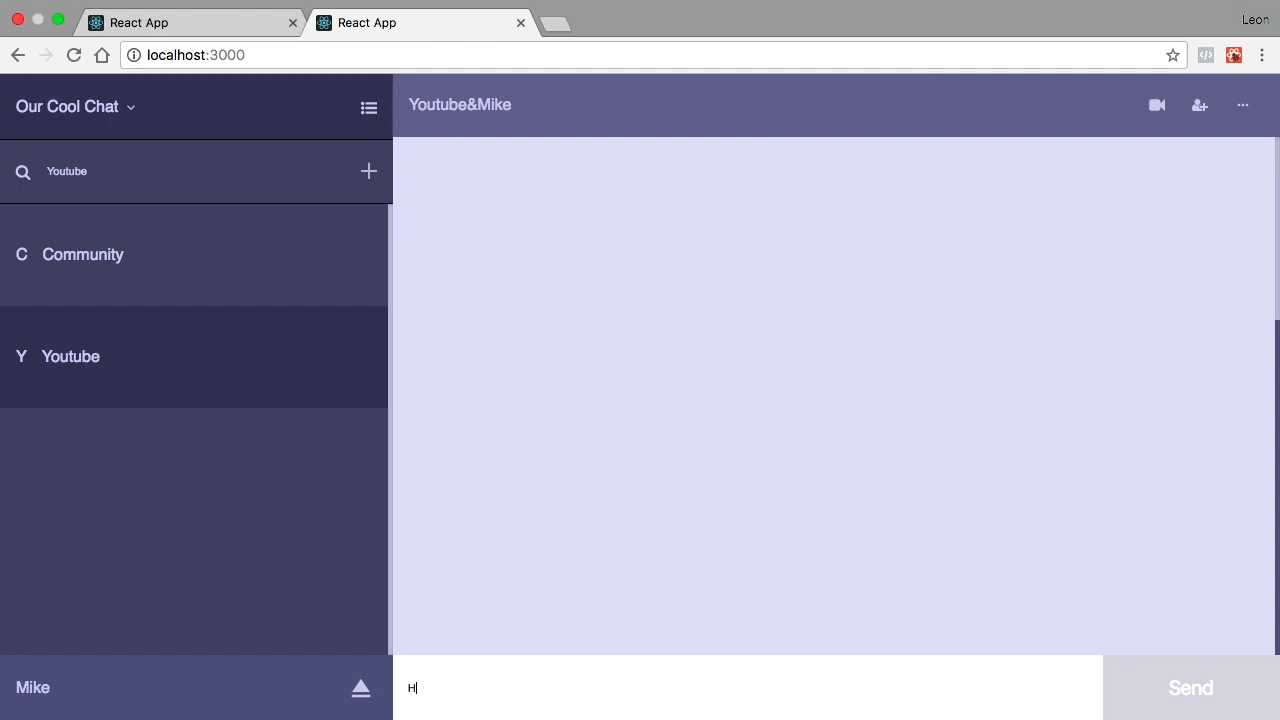 React App
React App
Leon
localhost:3000
Our Cool Chat
Youtube&Mike
Youtube
C Community
Y Youtube
Mike
H
Send